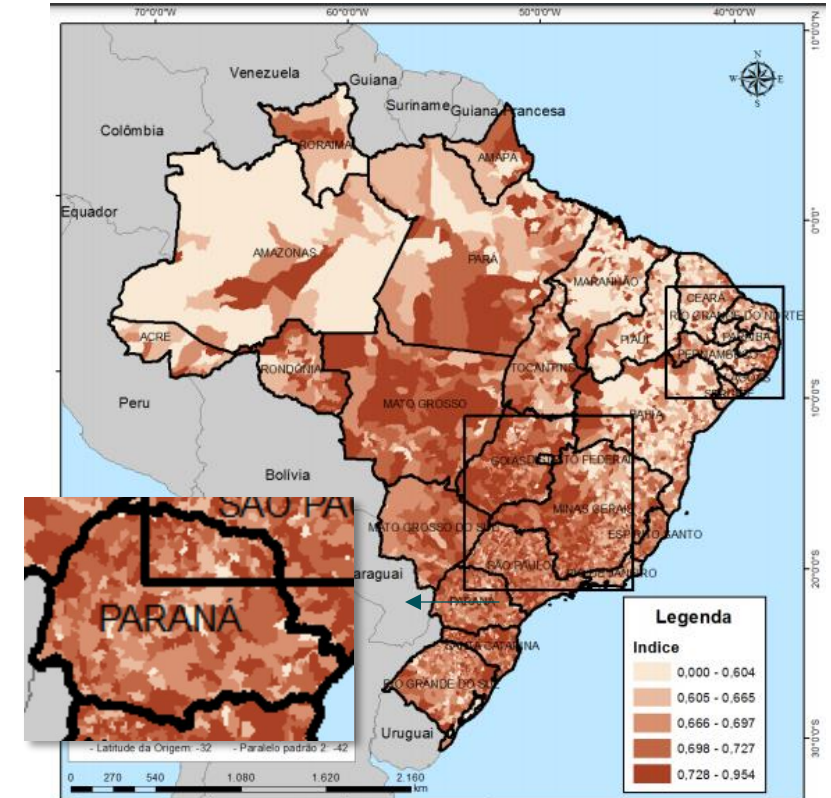 70°0'0"W 60°0'0"W 50°0'0"W 40°0'0"W
10°0'0"N
N
W E
S
Venezuela
Guiana
Suriname
Guiana Francesa
Colômbia
RORAIMA
AMAPÁ
Equador
0°0'0"
AMAZONAS
PARÁ
MARANHÃO
CEARÁ
RIO GRANDE DO NORTE
ACRE
PIAUÍ
PARAÍBA
PERNAMBUCO
RONDÔNIA
TOCANTINS
SERGIPE
Peru
MATO GROSSO
BAHIA
10°0'0"S
GOIÁS
Bolívia
MINAS GERAIS
SÃO PAU
MATO GROSSO DO SUL
ESPÍRITO SANTO
SÃO PAULO
araguai
20°0'0"S
PARANÁ
PARANÁ
Legenda
Indice
SANTA CATARINA
0,000 - 0,604
RIO GRANDE DO SUL
0,605 - 0,665
0,666 - 0,697
Uruguai
0,698 - 0,727
30°0'0"S
- Latitude da Origem: -32 - Paralelo padrão 2: -42
0,728 - 0,954
0 270 540 1.080 1.620 2.160
km